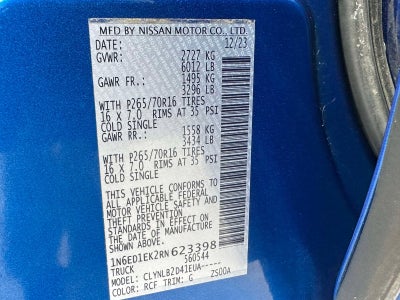 MFD BY NISSAN MOTOR CO., LTD.
DATE: 12/23
GVWR: 2727 KG
6012 LB
GAWR FR: 1495 KG
3296 LB
WITH P265/70R16 TIRES
16 X 7.0 RIMS AT 35 PSI
COLD SINGLE
GAWR RR: 1558 KG
3434 LB
WITH P265/70R16 TIRES
16 X 7.0 RIMS AT 35 PSI
COLD SINGLE
THIS VEHICLE CONFORMS TO
ALL APPLICABLE FEDERAL
MOTOR VEHICLE SAFETY AND
THEFT PREVENTION
STANDARDS IN EFFECT ON
THE DATE OF MANUFACTURE
SHOWN ABOVE.
1N6ED1EK2RN623398
TRUCK 560544
MODEL: CLYNLB2D41EUA-----
COLOR: RCF TRIM: G ZS00A